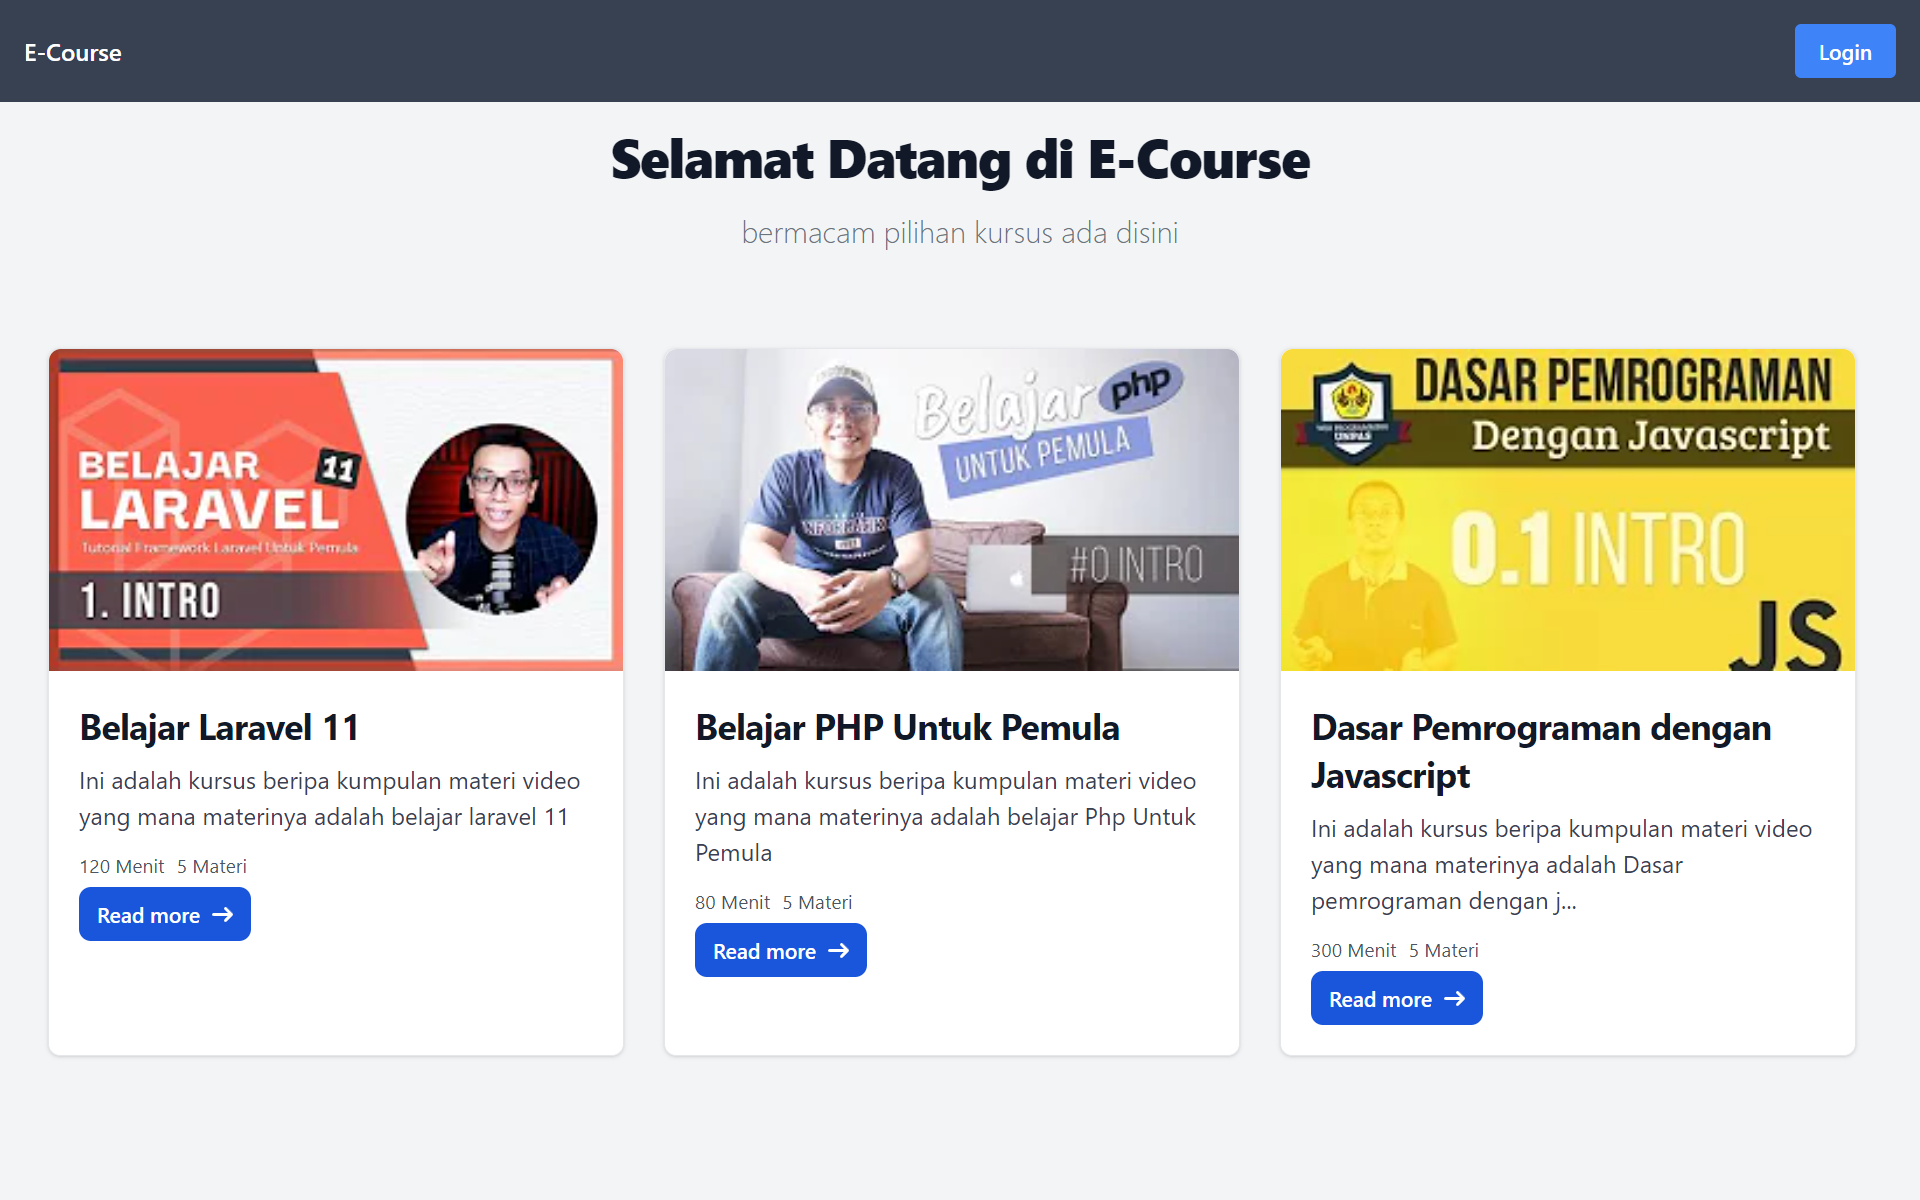 E-Course
Login
Selamat Datang di E-Course
bermacam pilihan kursus ada disini
BELAJAR 11
LARAVEL
Tutorial Framework Laravel Untuk Pemula
1. INTRO
Belajar php
UNTUK PEMULA
INFORMATIKA
#0 INTRO
DASAR PEMROGRAMAN
Dengan Javascript
WEB PROGRAMMING
UNPAS
0.1 INTRO
JS
Belajar Laravel 11
Ini adalah kursus beripa kumpulan materi video
yang mana materinya adalah belajar laravel 11
120 Menit 5 Materi
Read more
Belajar PHP Untuk Pemula
Ini adalah kursus beripa kumpulan materi video
yang mana materinya adalah belajar Php Untuk
Pemula
80 Menit 5 Materi
Read more
Dasar Pemrograman dengan
Javascript
Ini adalah kursus beripa kumpulan materi video
yang mana materinya adalah Dasar
pemrograman dengan j...
300 Menit 5 Materi
Read more